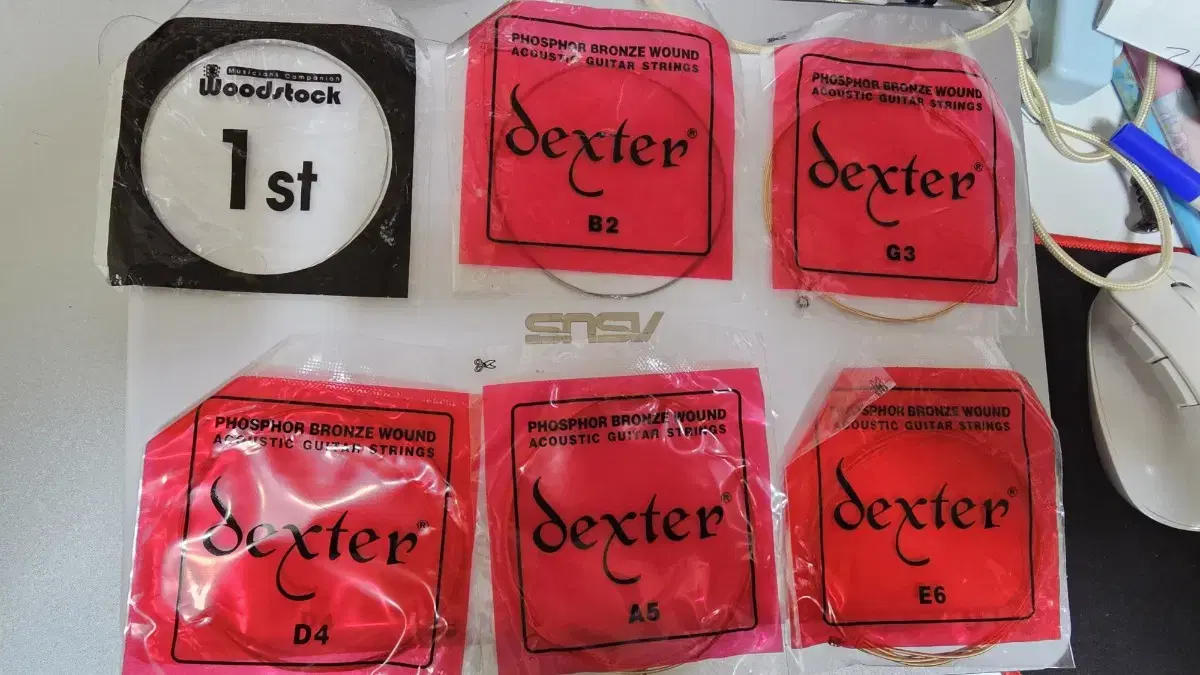 Musicians Companion
Woodstock
1st
PHOSPHOR BRONZE WOUND
ACOUSTIC GUITAR STRINGS
dexter®
B2
PHOSPHOR BRONZE WOUND
ACOUSTIC GUITAR STRINGS
dexter®
G3
ASUS
PHOSPHOR BRONZE WOUND
ACOUSTIC GUITAR STRINGS
dexter®
D4
PHOSPHOR BRONZE WOUND
ACOUSTIC GUITAR STRINGS
dexter®
A5
PHOSPHOR BRONZE WOUND
ACOUSTIC GUITAR STRINGS
dexter®
E6